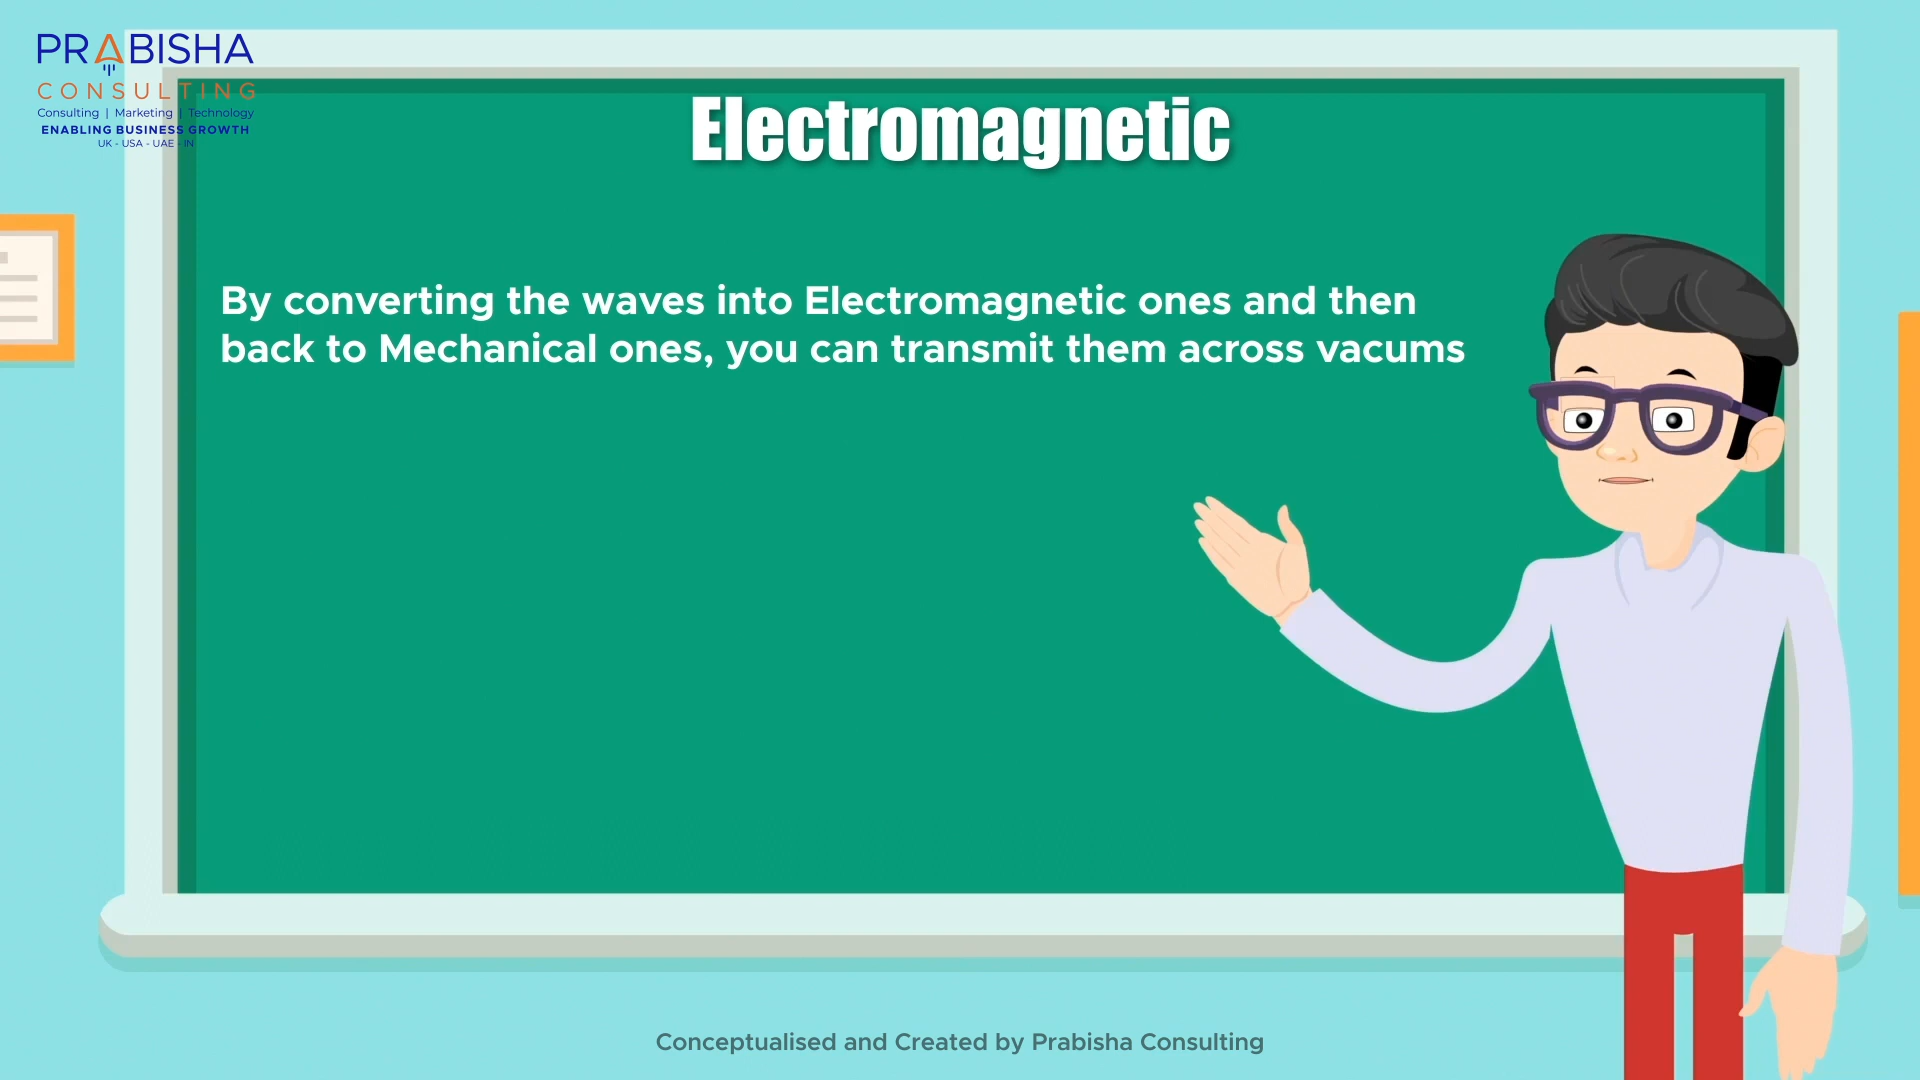 PRABISHA
CONSULTING
Consulting | Marketing | Technology
ENABLING BUSINESS GROWTH
UK - USA - UAE - IN
Electromagnetic
By converting the waves into Electromagnetic ones and then
back to Mechanical ones, you can transmit them across vacums
Conceptualised and Created by Prabisha Consulting